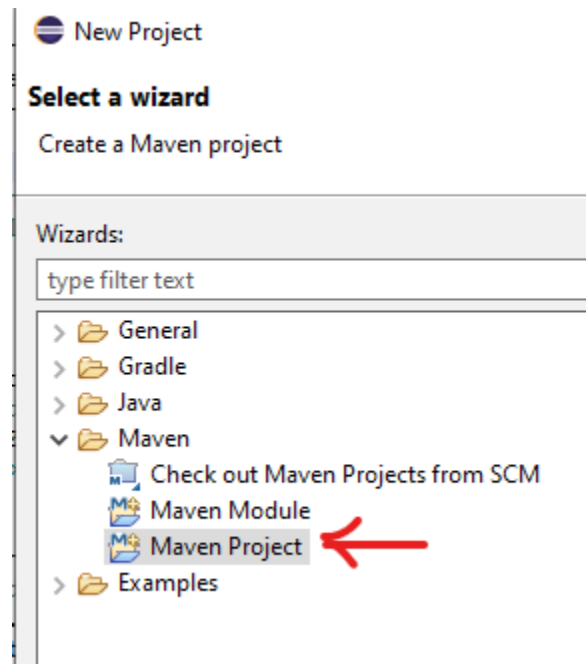 New Project
Select a wizard
Create a Maven project
Wizards:
type filter text
General
Gradle
Java
Maven
Check out Maven Projects from SCM
Maven Module
Maven Project
Examples